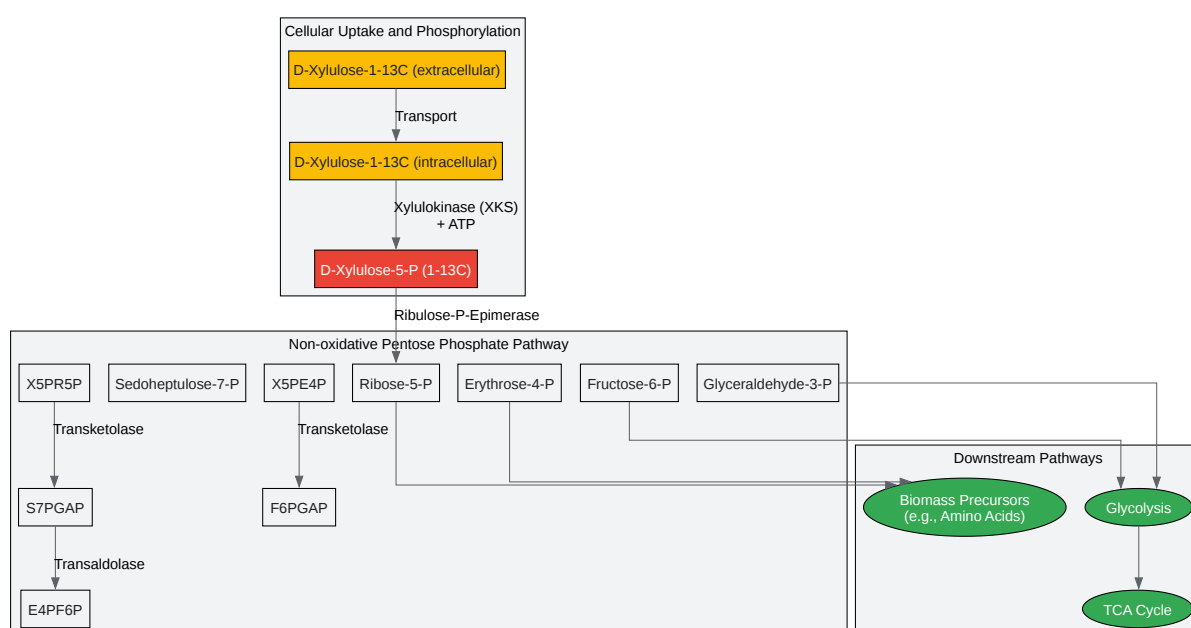 Cellular Uptake and Phosphorylation
D-Xylulose-1-13C (extracellular)
Transport
D-Xylulose-1-13C (intracellular)
Xylulokinase (XKS)
+ ATP
D-Xylulose-5-P (1-13C)
Ribulose-P-Epimerase
Non-oxidative Pentose Phosphate Pathway
X5PR5P
Sedoheptulose-7-P
X5PE4P
Ribose-5-P
Erythrose-4-P
Fructose-6-P
Glyceraldehyde-3-P
Transketolase
Transketolase
S7PGAP
F6PGAP
Transaldolase
E4PF6P
Downstream Pathways
Biomass Precursors
(e.g., Amino Acids)
Glycolysis
TCA Cycle